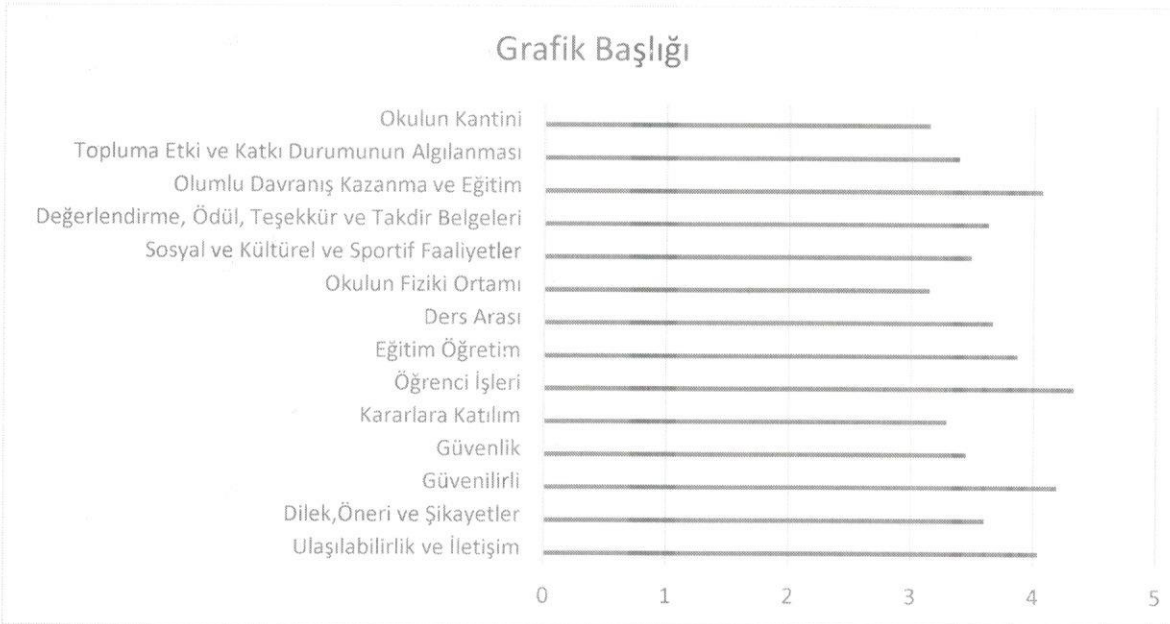 Grafik Başlığı
Okulun Kantini
Topluma Etki ve Katkı Durumunun Algılanması
Olumlu Davranış Kazanma ve Eğitim
Değerlendirme, Ödül, Teşekkür ve Takdir Belgeleri
Sosyal ve Kültürel ve Sportif Faaliyetler
Okulun Fiziki Ortamı
Ders Arası
Eğitim Öğretim
Öğrenci İşleri
Kararlara Katılım
Güvenlik
Güvenilirli
Dilek,Öneri ve Şikayetler
Ulaşılabilirlik ve İletişim
0 1 2 3 4 5